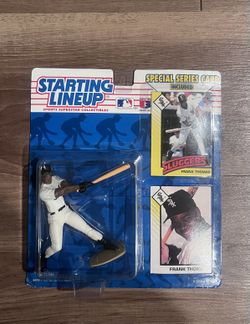 STARTING
LINEUP
SPORTS SUPERSTAR COLLECTIBLES
SPECIAL SERIES CARD
INCLUDED
SLUGGERS
FRANK THOMAS
FRANK THOMAS